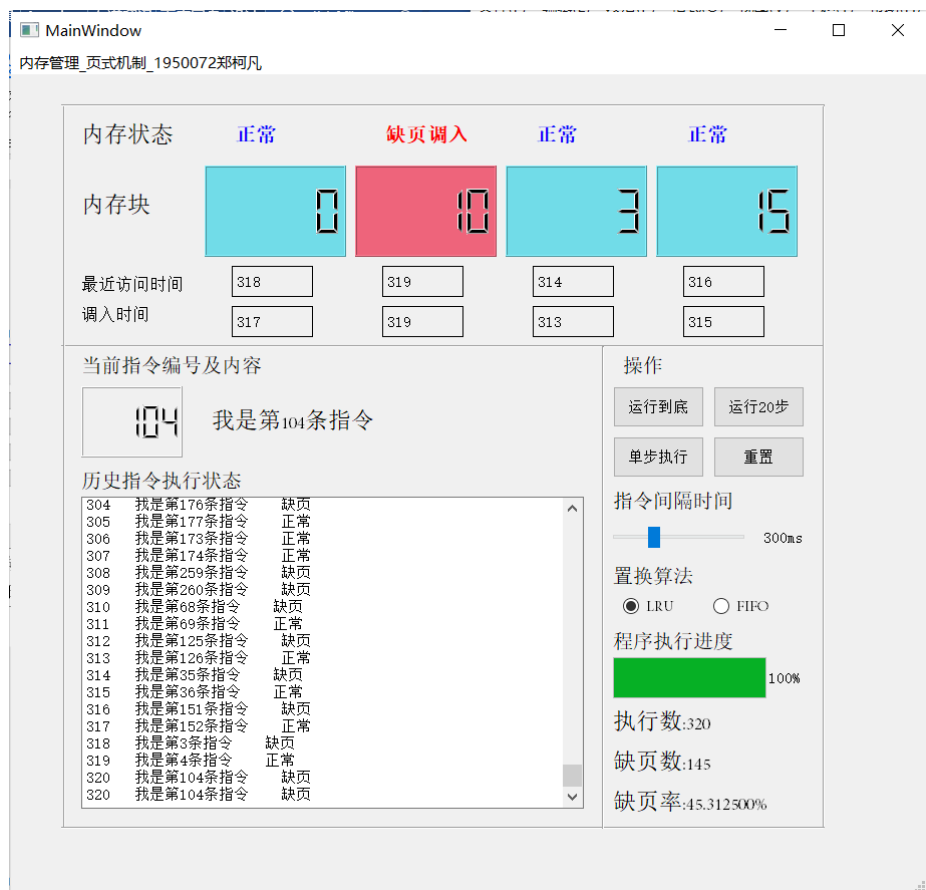 MainWindow
内存管理_页式机制_1950072郑柯凡
内存状态 正常 缺页调入 正常 正常
内存块 0 10 3 15
最近访问时间 318 319 314 316
调入时间 317 319 313 315
当前指令编号及内容
104 我是第104条指令
历史指令执行状态
304 我是第176条指令 缺页
305 我是第177条指令 正常
306 我是第173条指令 正常
307 我是第174条指令 正常
308 我是第259条指令 缺页
309 我是第260条指令 缺页
310 我是第68条指令 缺页
311 我是第69条指令 正常
312 我是第125条指令 缺页
313 我是第126条指令 正常
314 我是第35条指令 缺页
315 我是第36条指令 正常
316 我是第151条指令 缺页
317 我是第152条指令 正常
318 我是第3条指令 缺页
319 我是第4条指令 正常
320 我是第104条指令 缺页
320 我是第104条指令 缺页
操作
运行到底 运行20步
单步执行 重置
指令间隔时间
300ms
置换算法
LRU FIFO
程序执行进度
100%
执行数:320
缺页数:145
缺页率:45.312500%